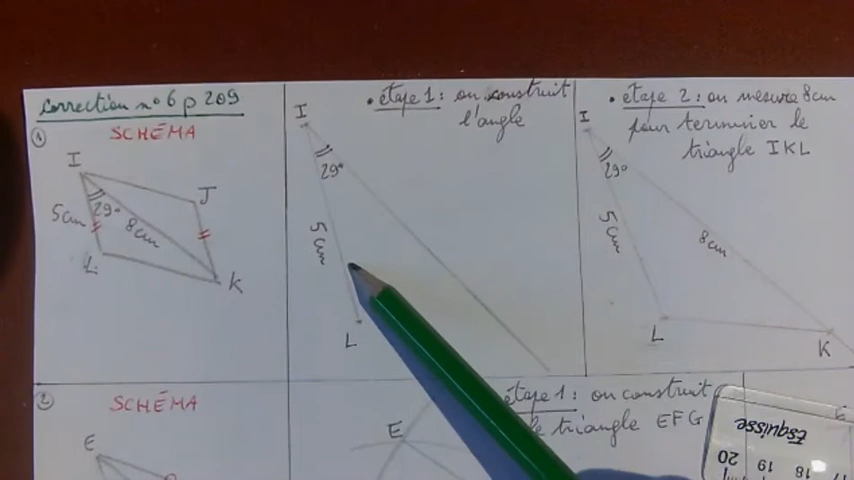 correction n°6 p 209
1
SCHÉMA
I
J
5cm
29°
8cm
L
K
• étape 1 : on construit
l'angle
I
29°
5cm
L
• étape 2 : on mesure 8cm
pour terminer le
triangle IKL
I
29°
5cm
8cm
L
K
2
SCHÉMA
E
étape 1 : on construit
le triangle EFG
E
Esquisse
20 19 18 17